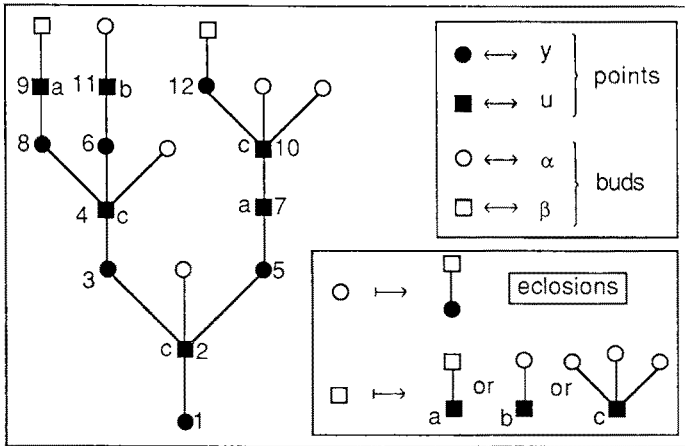 9 a 11 b 12
8 6 c 10
4 c a 7
3 5
c 2
1
y
u
points
α
β
buds
eclosions
or or
a b c